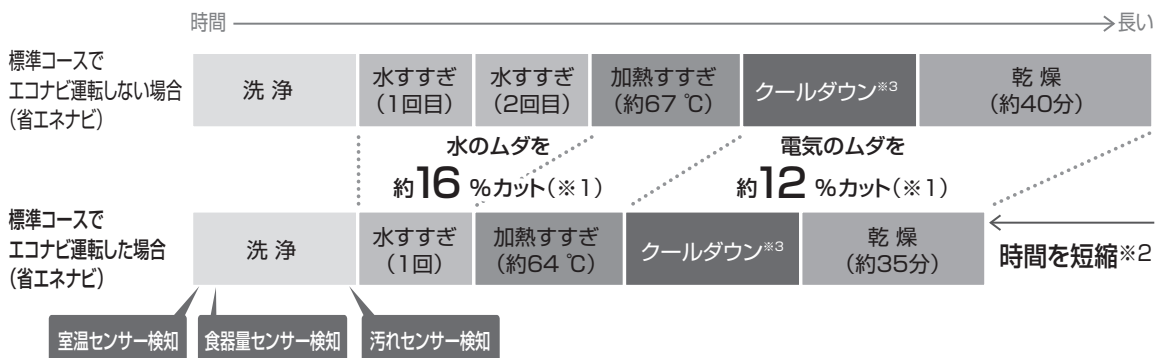 時間 長い
標準コースで
エコナビ運転しない場合
(省エネナビ)
洗 浄
水すすぎ
(1回目)
水すすぎ
(2回目)
加熱すすぎ
(約67 ℃)
クールダウン※3
乾 燥
(約40分)
水のムダを
約16 %カット(※1)
電気のムダを
約12 %カット(※1)
標準コースで
エコナビ運転した場合
(省エネナビ)
洗 浄
水すすぎ
(1回)
加熱すすぎ
(約64 ℃)
クールダウン※3
乾 燥
(約35分)
時間を短縮※2
室温センサー検知
食器量センサー検知
汚れセンサー検知